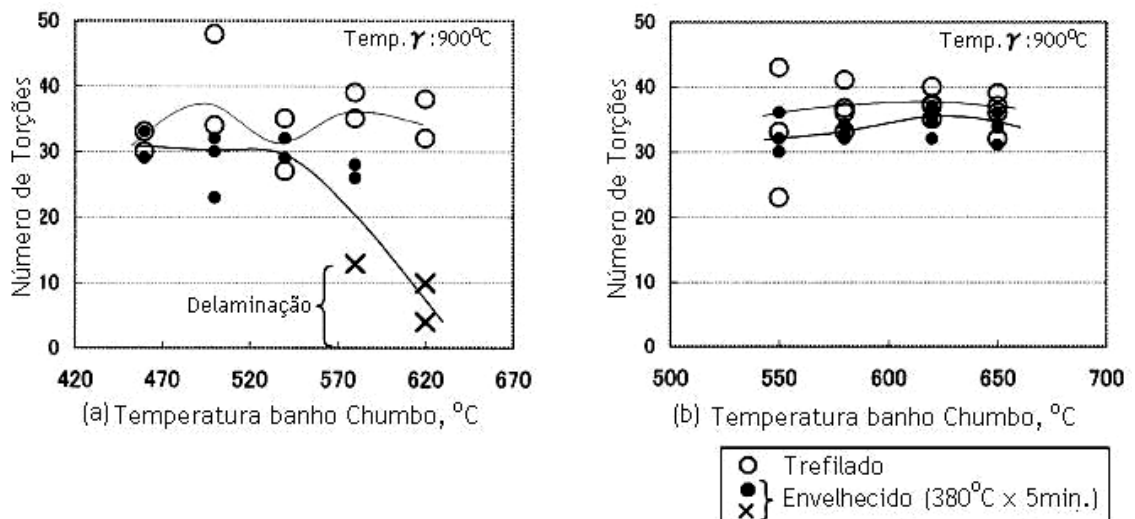 50
40
30
20
10
0
Número de Torções
Temp. γ:900°C
Delaminação
420 470 520 570 620 670
(a) Temperatura banho Chumbo, °C
50
40
30
20
10
0
Número de Torções
Temp. γ:900°C
500 550 600 650 700
(b) Temperatura banho Chumbo, °C
Trefilado
Envelhecido (380°C x 5min.)